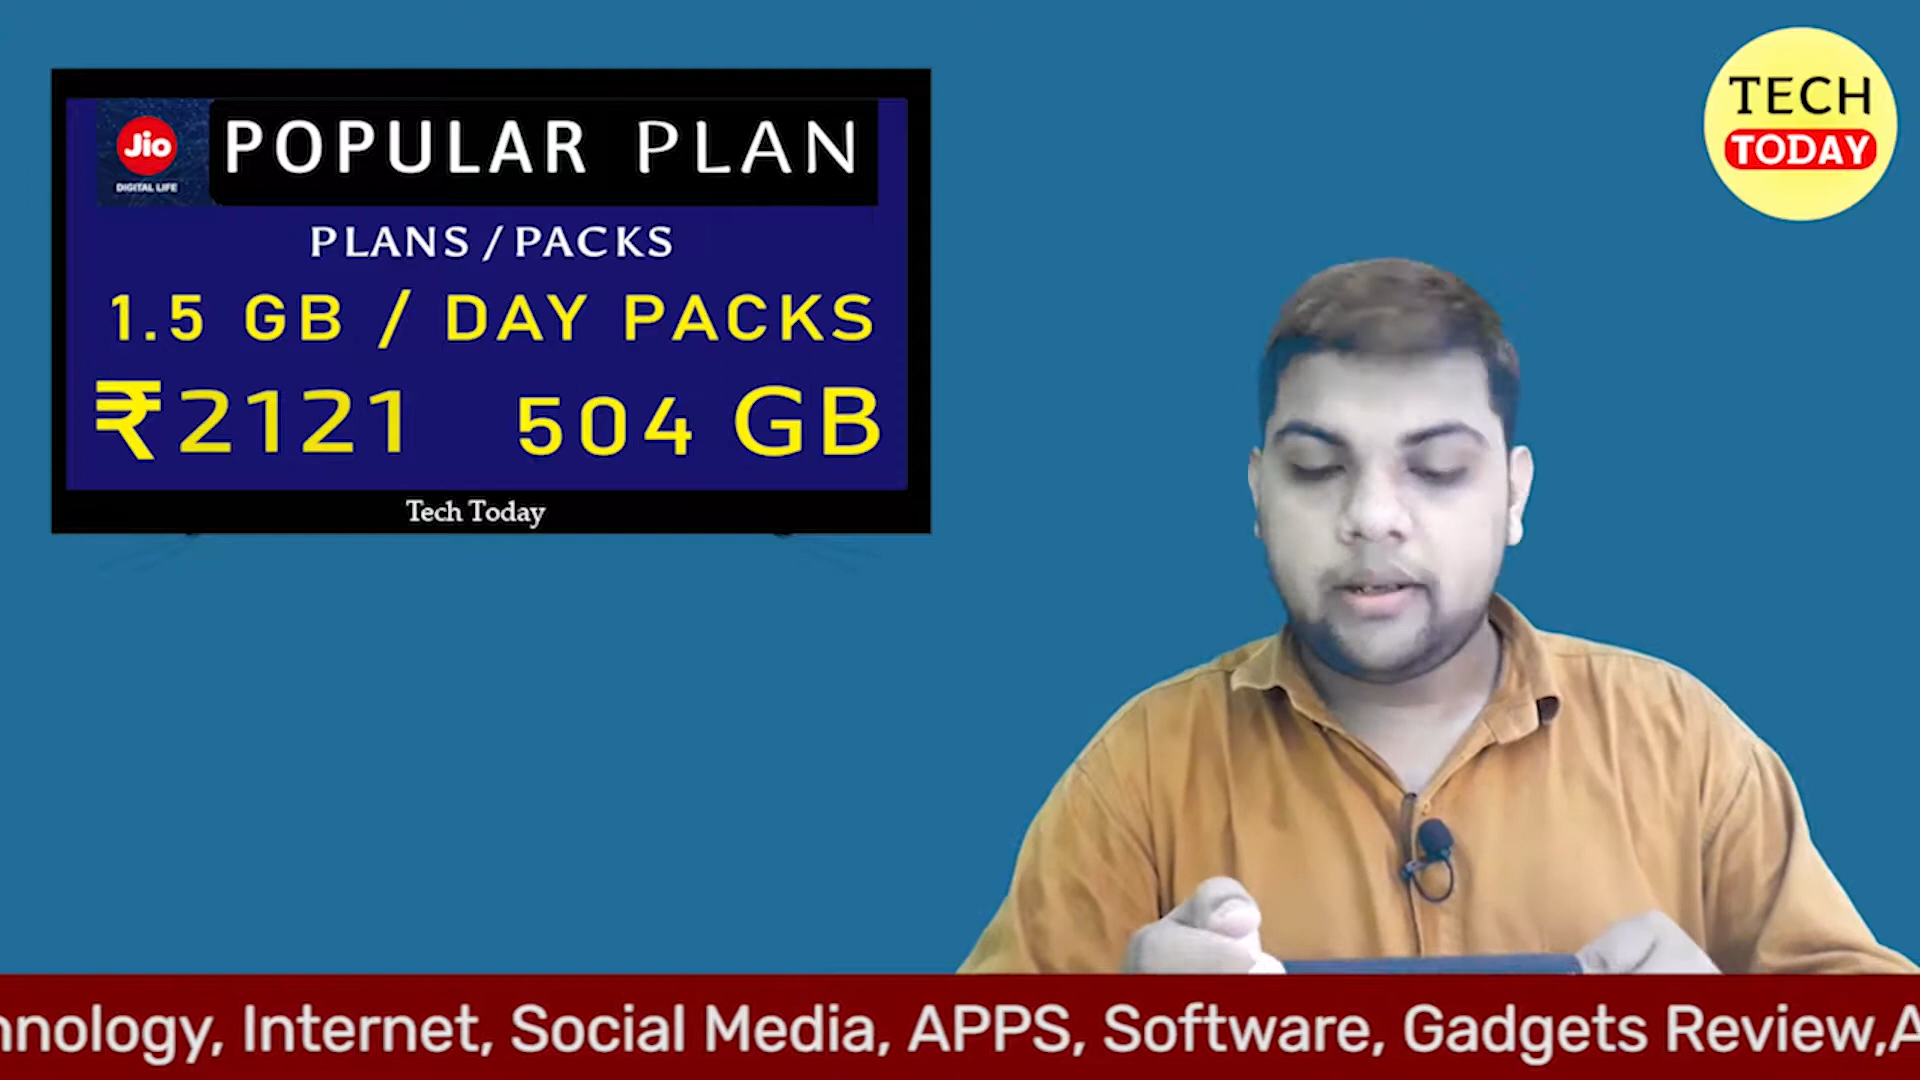 Jio
DIGITAL LIFE
POPULAR PLAN
PLANS / PACKS
1.5 GB / DAY PACKS
₹2121 504 GB
Tech Today
TECH
TODAY
hnology, Internet, Social Media, APPS, Software, Gadgets Review,A